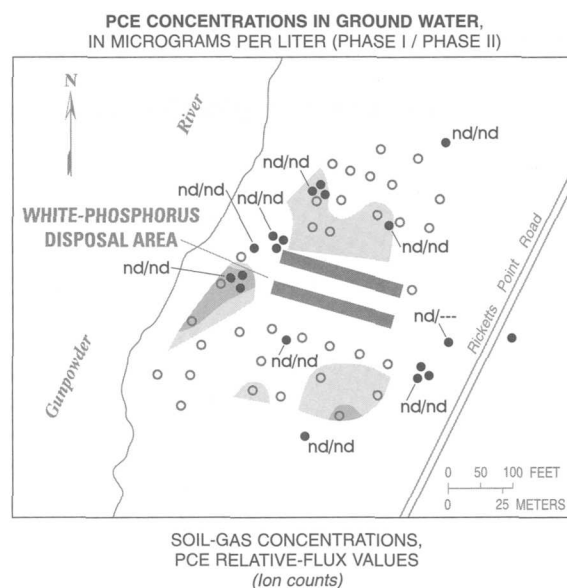 PCE CONCENTRATIONS IN GROUND WATER,
IN MICROGRAMS PER LITER (PHASE I / PHASE II)
N
River
nd/nd
nd/nd
nd/nd
nd/nd
WHITE-PHOSPHORUS
DISPOSAL AREA
nd/nd
nd/nd
nd/---
nd/nd
nd/nd
nd/nd
Ricketts Point Road
Gunpowder
0 50 100 FEET
0 25 METERS
SOIL-GAS CONCENTRATIONS,
PCE RELATIVE-FLUX VALUES
(Ion counts)